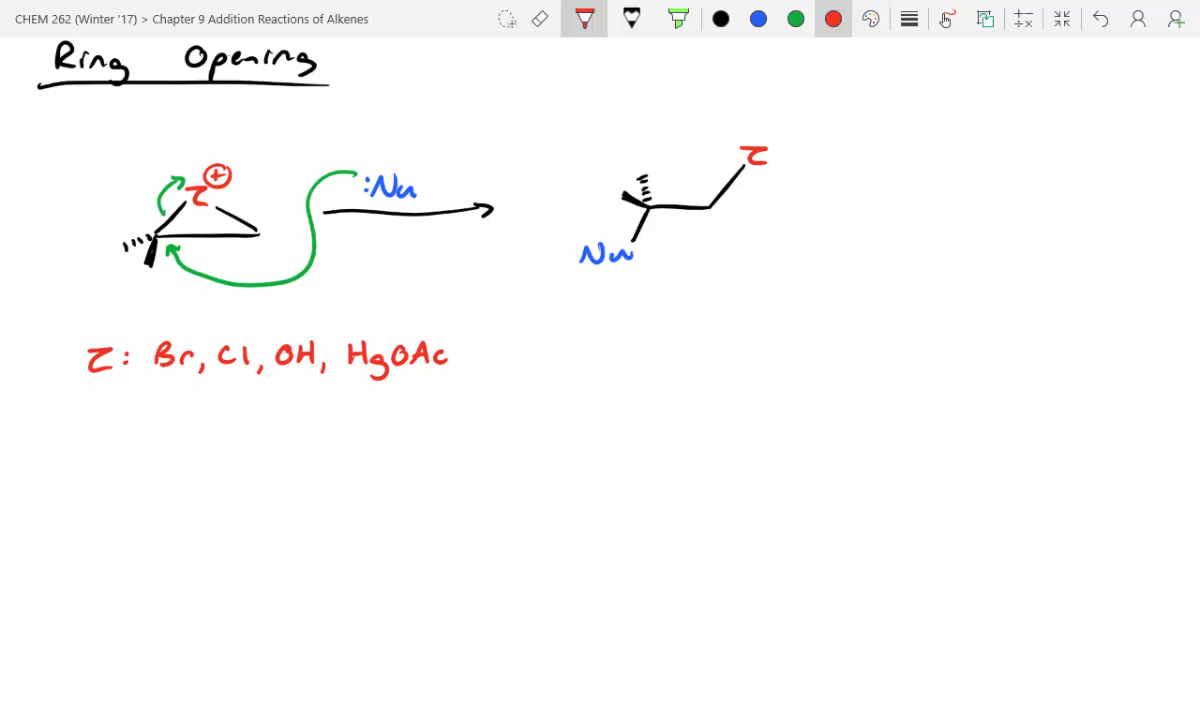 CHEM 262 (Winter '17) > Chapter 9 Addition Reactions of Alkenes
Ring Opening
Z
Z +
:Nu
Nu
Z: Br, Cl, OH, HgOAc